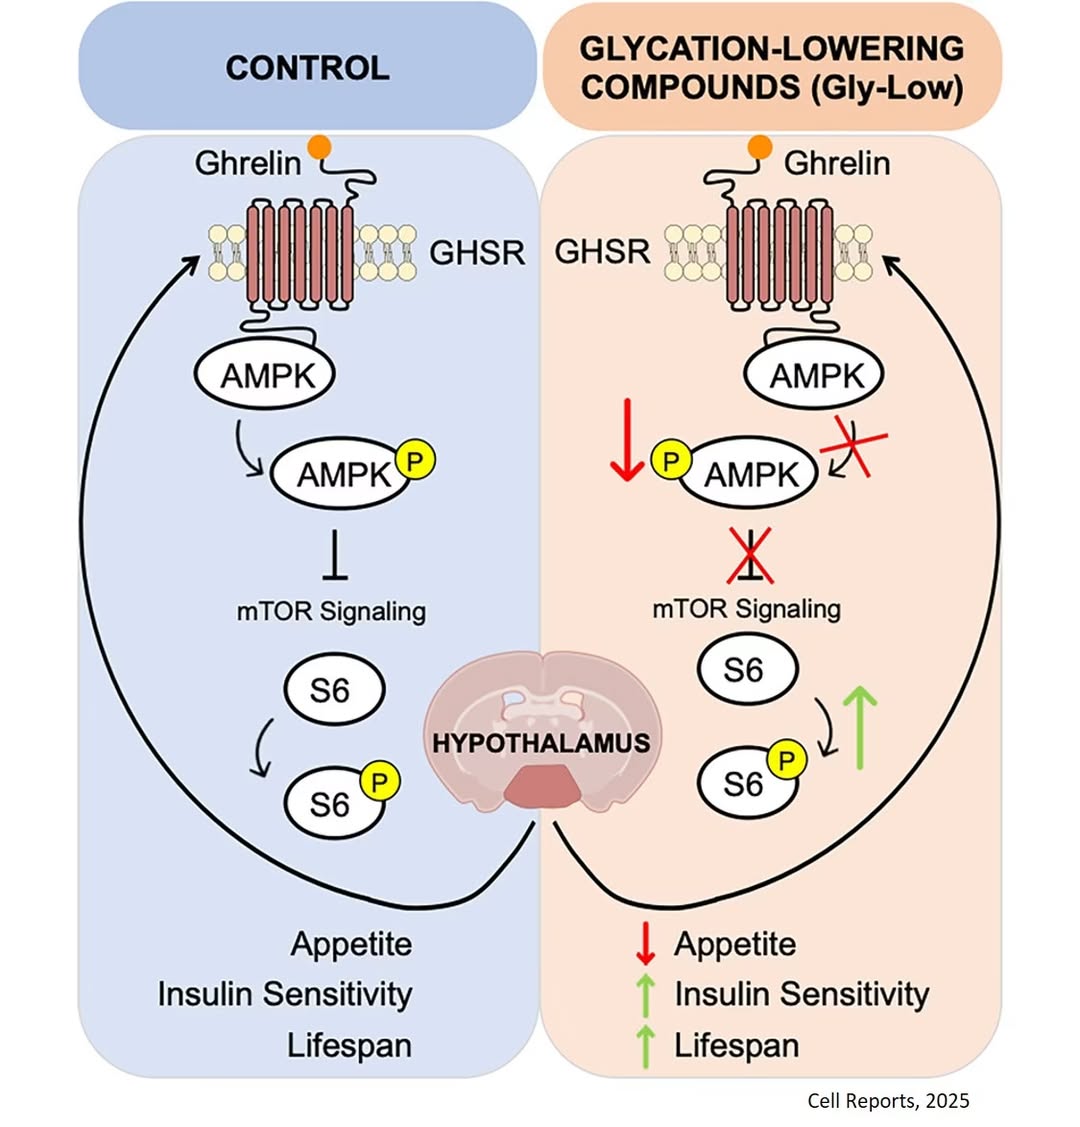 CONTROL
Ghrelin
GHSR
AMPK
AMPK
P
mTOR Signaling
S6
S6
P
Appetite
Insulin Sensitivity
Lifespan
GLYCATION-LOWERING
COMPOUNDS (Gly-Low)
Ghrelin
GHSR
AMPK
P
AMPK
mTOR Signaling
S6
S6
P
HYPOTHALAMUS
Appetite
Insulin Sensitivity
Lifespan
Cell Reports, 2025